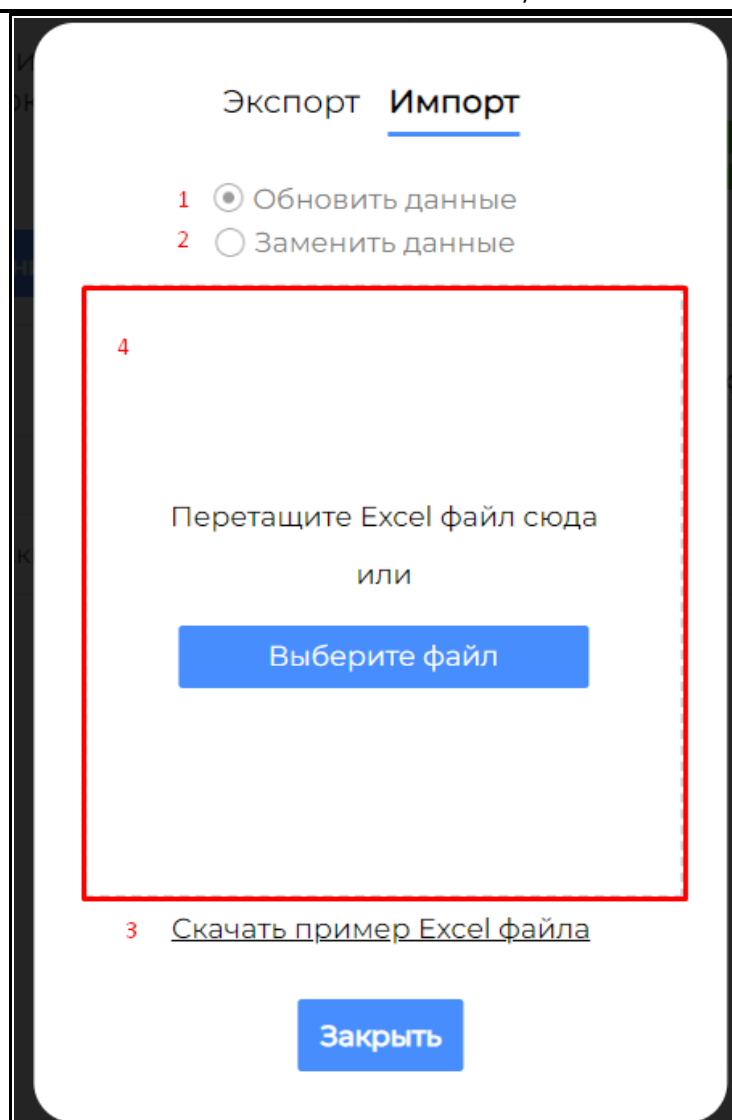 Экспорт Импорт
1 Обновить данные
2 Заменить данные
4
Перетащите Excel файл сюда
или
Выберите файл
3 Скачать пример Excel файла
Закрыть